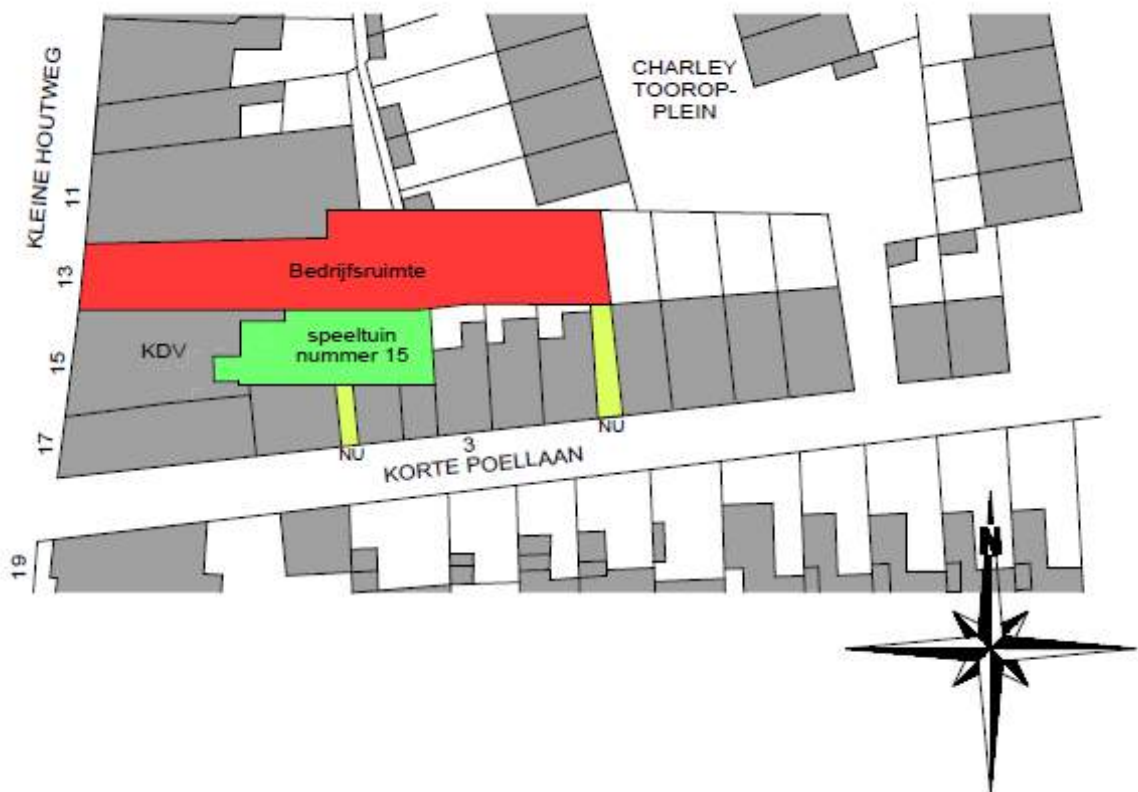 KLEINE HOUTWEG
CHARLEY
TOOROP-
PLEIN
11
13
Bedrijfsruimte
15
KDV
speeltuin
nummer 15
17
NU
3
NU
KORTE POELLAAN
19
N